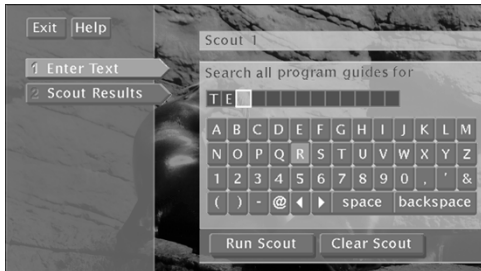 Exit Help
Scout 1
1 Enter Text
2 Scout Results
Search all program guides for
TE
A B C D E F G H I J K L M
N O P Q R S T U V W X Y Z
1 2 3 4 5 6 7 8 9 0 , ' &
( ) - @ space backspace
Run Scout Clear Scout